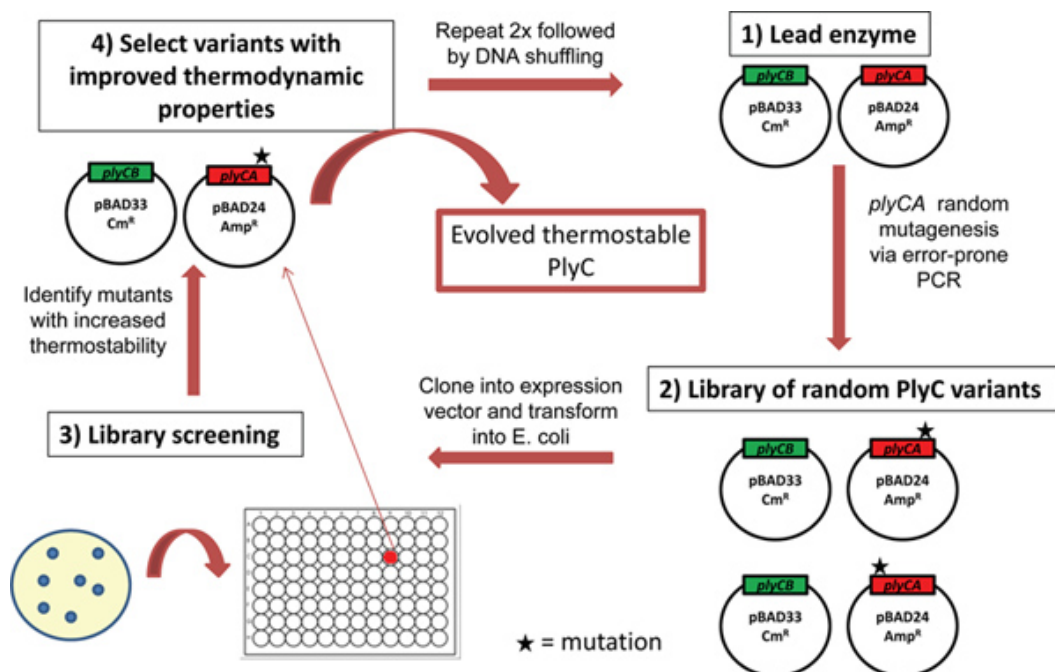 4) Select variants with
improved thermodynamic
properties
Repeat 2x followed
by DNA shuffling
1) Lead enzyme
plyCB
pBAD33
Cmᴿ
plyCA
pBAD24
Ampᴿ
plyCB
pBAD33
Cmᴿ
plyCA
pBAD24
Ampᴿ
Evolved thermostable
PlyC
plyCA random
mutagenesis
via error-prone
PCR
Identify mutants
with increased
thermostability
Clone into expression
vector and transform
into E. coli
2) Library of random PlyC variants
3) Library screening
plyCB
pBAD33
Cmᴿ
plyCA
pBAD24
Ampᴿ
plyCB
pBAD33
Cmᴿ
plyCA
pBAD24
Ampᴿ
= mutation